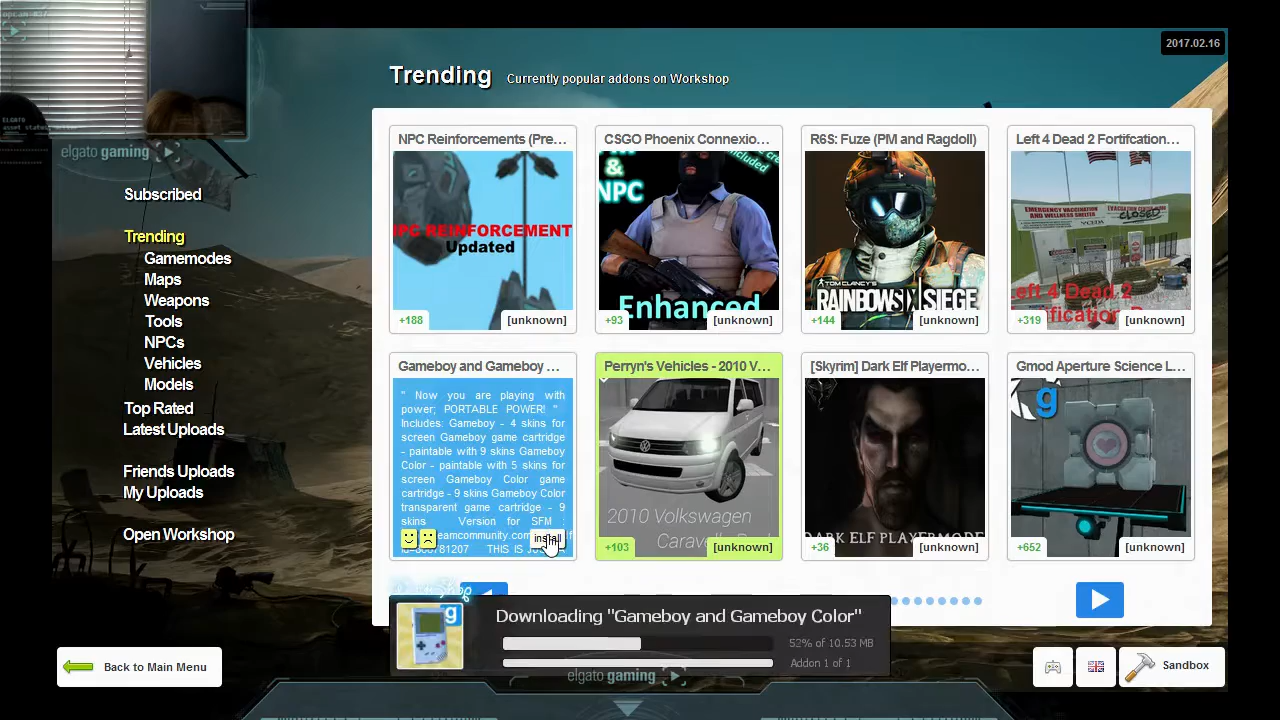 2017.02.16
Trending
Currently popular addons on Workshop
elgato gaming
Subscribed
Trending
Gamemodes
Maps
Weapons
Tools
NPCs
Vehicles
Models
Top Rated
Latest Uploads
Friends Uploads
My Uploads
Open Workshop
NPC Reinforcements (Pre...
NPC REINFORCEMENT
Updated
+188
[unknown]
CSGO Phoenix Connexio...
&
NPC
Enhanced
+93
[unknown]
R6S: Fuze (PM and Ragdoll)
TOM CLANCY'S
RAINBOW SIX SIEGE
+144
[unknown]
Left 4 Dead 2 Fortifcation...
CLOSED
Left 4 Dead 2
+319
[unknown]
Gameboy and Gameboy ...
" Now you are playing with
power; PORTABLE POWER! "
Includes: Gameboy - 4 skins for
screen Gameboy game cartridge
- paintable with 9 skins Gameboy
Color - paintable with 5 skins for
screen Gameboy Color game
cartridge - 9 skins Gameboy Color
transparent game cartridge - 9
skins Version for SFM :
THIS IS
install
Perryn's Vehicles - 2010 V...
2010 Volkswagen
+103
[unknown]
[Skyrim] Dark Elf Playermo...
DARK ELF PLAYERMODE
+36
[unknown]
Gmod Aperture Science L...
g
+652
[unknown]
g
Downloading "Gameboy and Gameboy Color"
52% of 10.53 MB
Addon 1 of 1
elgato gaming
Back to Main Menu
Sandbox